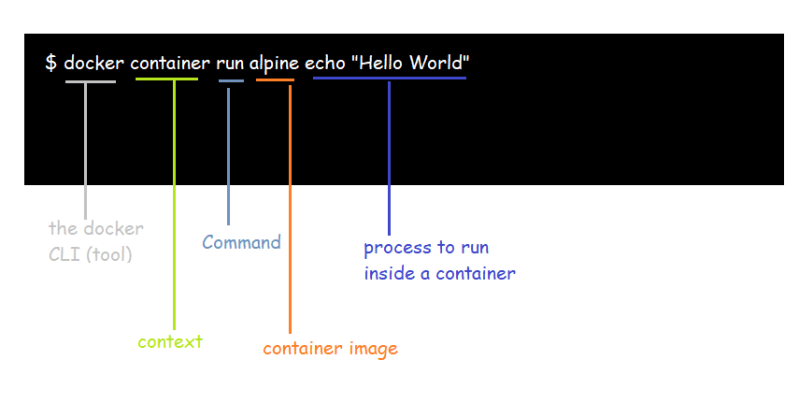 $ docker container run alpine echo "Hello World"
the docker
CLI (tool)
Command
process to run
inside a container
context
container image